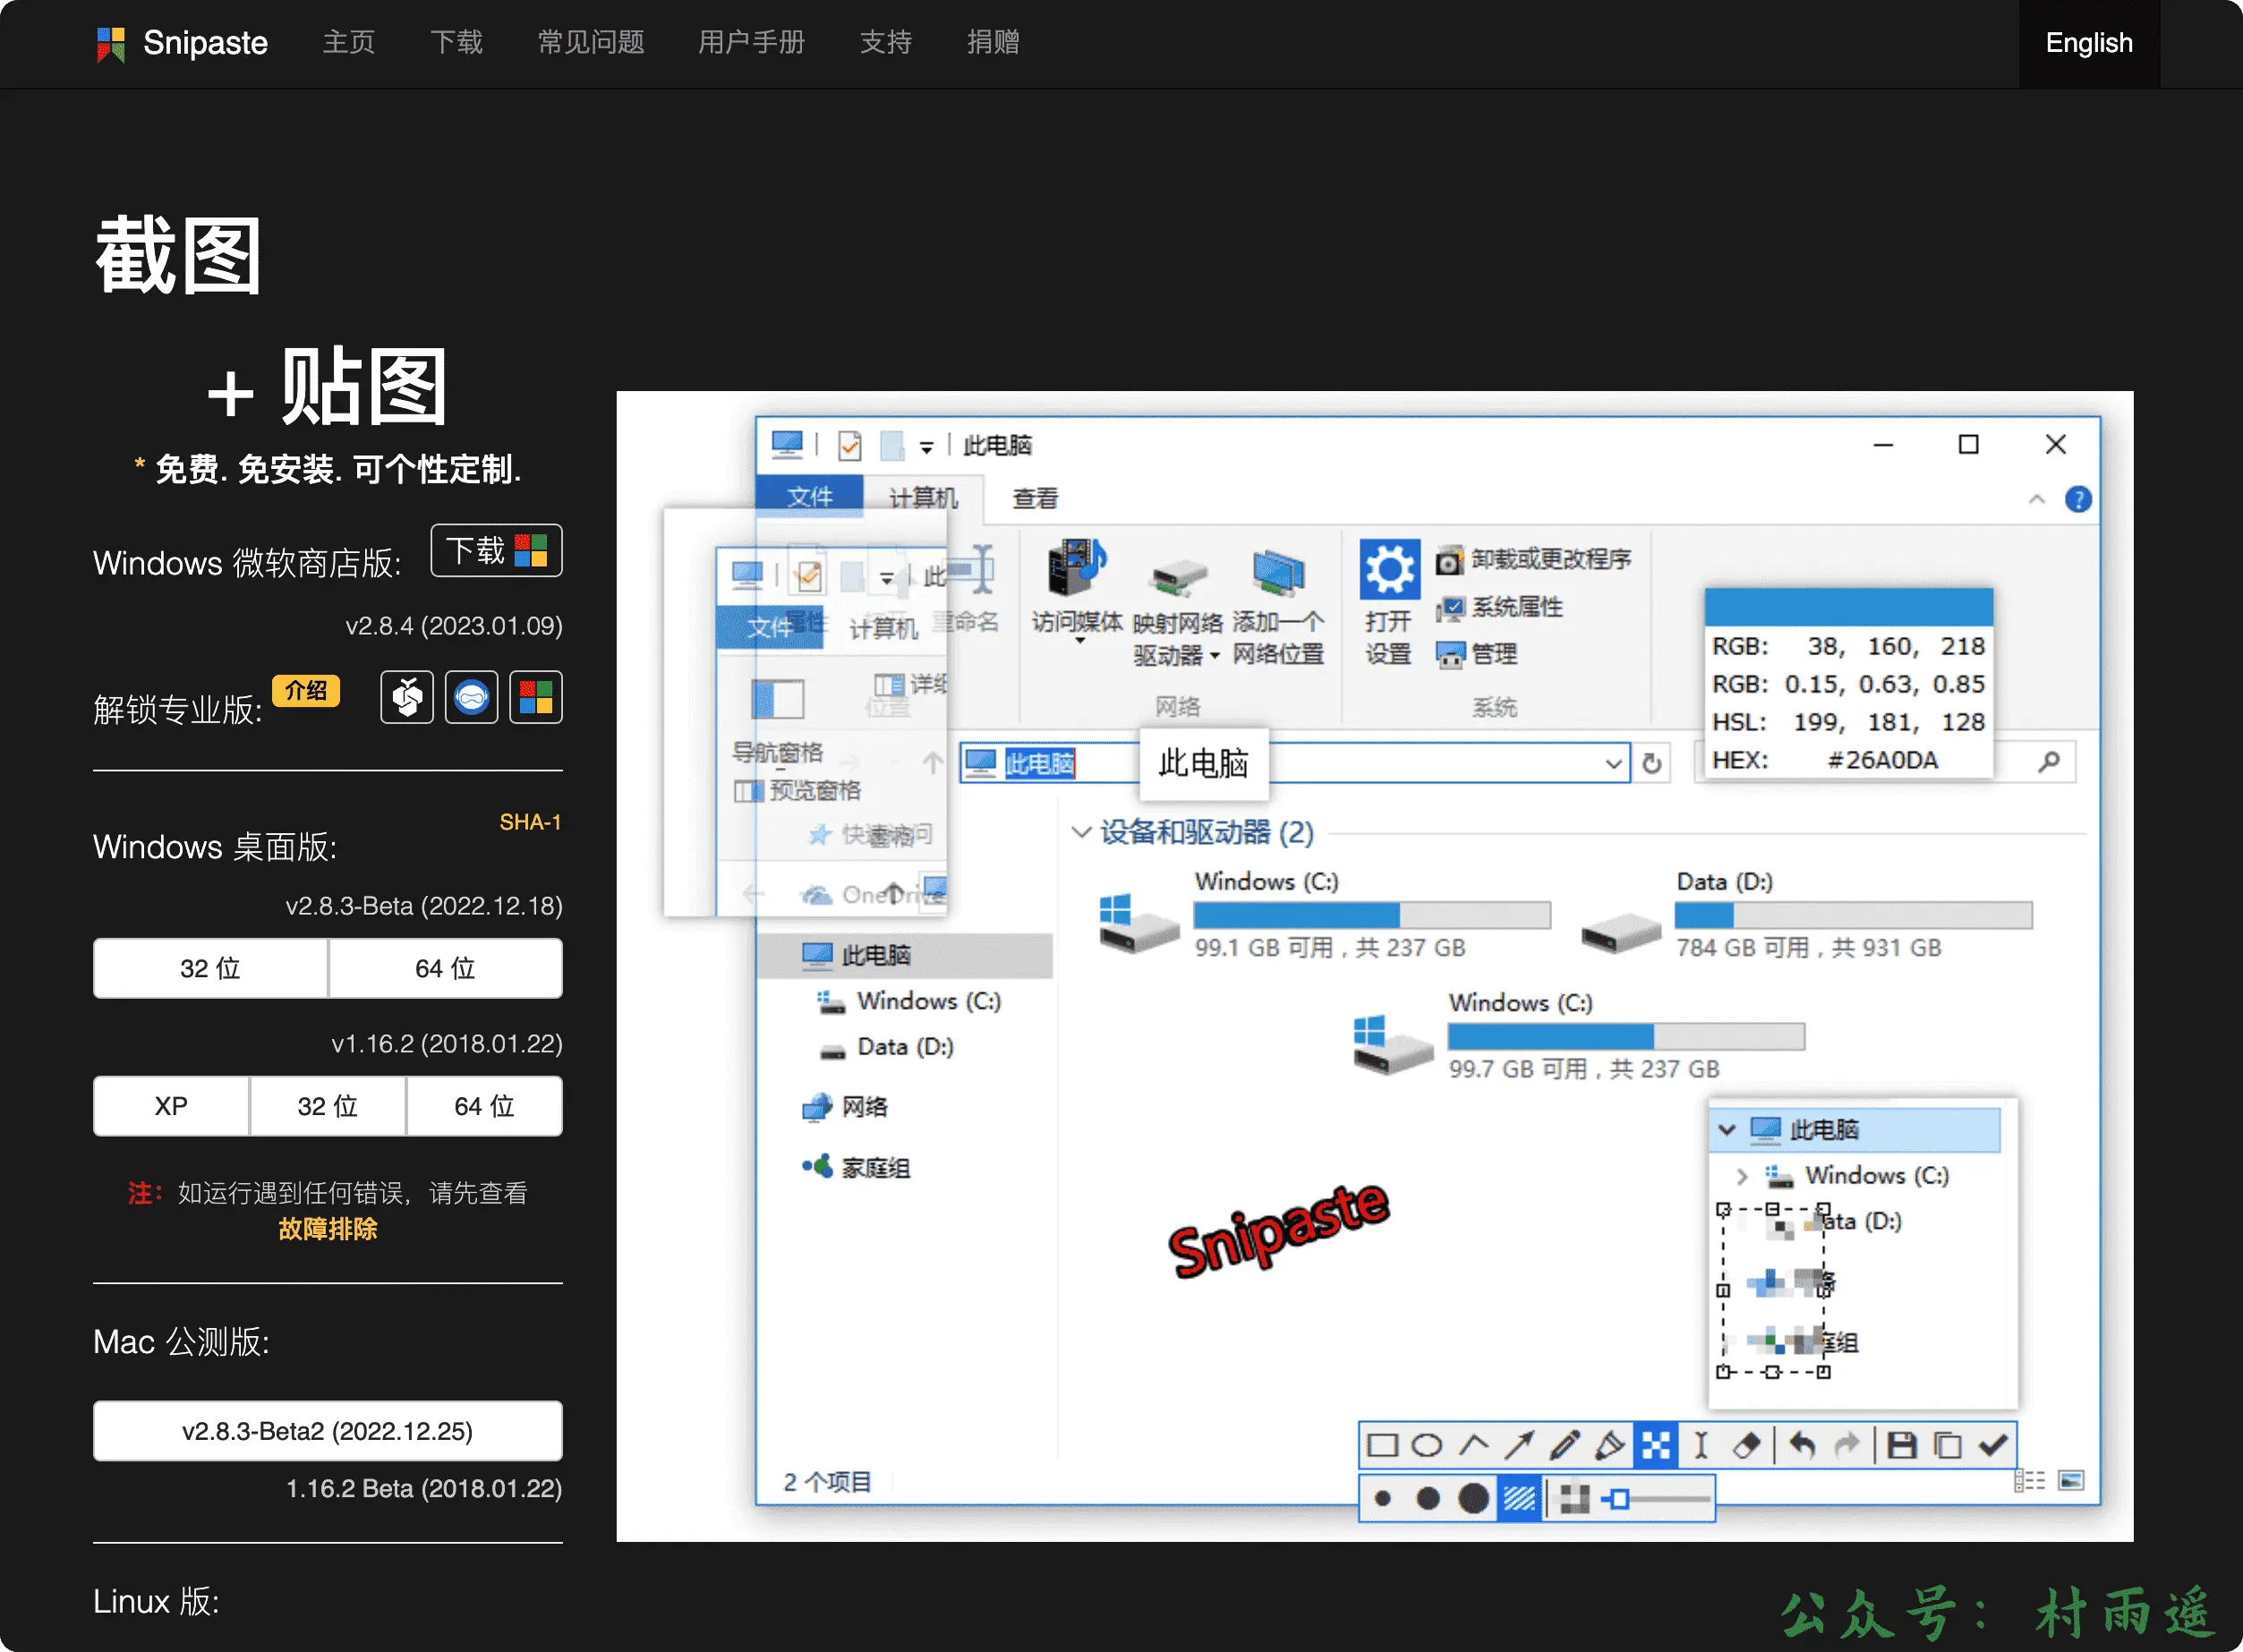 Snipaste 主页 下载 常见问题 用户手册 支持 捐赠 English
截图
+ 贴图
* 免费. 免安装. 可个性定制.
Windows 微软商店版: 下载
v2.8.4 (2023.01.09)
解锁专业版: 介绍
SHA-1
Windows 桌面版:
v2.8.3-Beta (2022.12.18)
32 位 64 位
v1.16.2 (2018.01.22)
XP 32 位 64 位
注: 如运行遇到任何错误, 请先查看
故障排除
Mac 公测版:
v2.8.3-Beta2 (2022.12.25)
1.16.2 Beta (2018.01.22)
Linux 版:
此电脑
文件 计算机 查看
此
文件 计算机
导航窗格
预览窗格
OneDrive
重命名
访问媒体
映射网络
驱动器
添加一个
网络位置
网络
打开
设置
卸载或更改程序
系统属性
管理
系统
RGB: 38, 160, 218
RGB: 0.15, 0.63, 0.85
HSL: 199, 181, 128
HEX: #26A0DA
此电脑
此电脑
设备和驱动器 (2)
Windows (C:)
99.1 GB 可用，共 237 GB
Data (D:)
784 GB 可用，共 931 GB
Windows (C:)
99.7 GB 可用，共 237 GB
此电脑
Windows (C:)
Data (D:)
网络
家庭组
Snipaste
此电脑
Windows (C:)
ata (D:)
庭组
2 个项目
公众号： 村雨遥